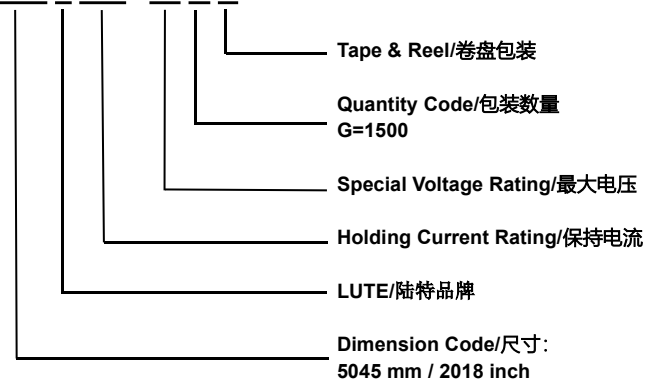 Tape & Reel/卷盘包装
Quantity Code/包装数量
G=1500
Special Voltage Rating/最大电压
Holding Current Rating/保持电流
LUTE/陆特品牌
Dimension Code/尺寸：
5045 mm / 2018 inch